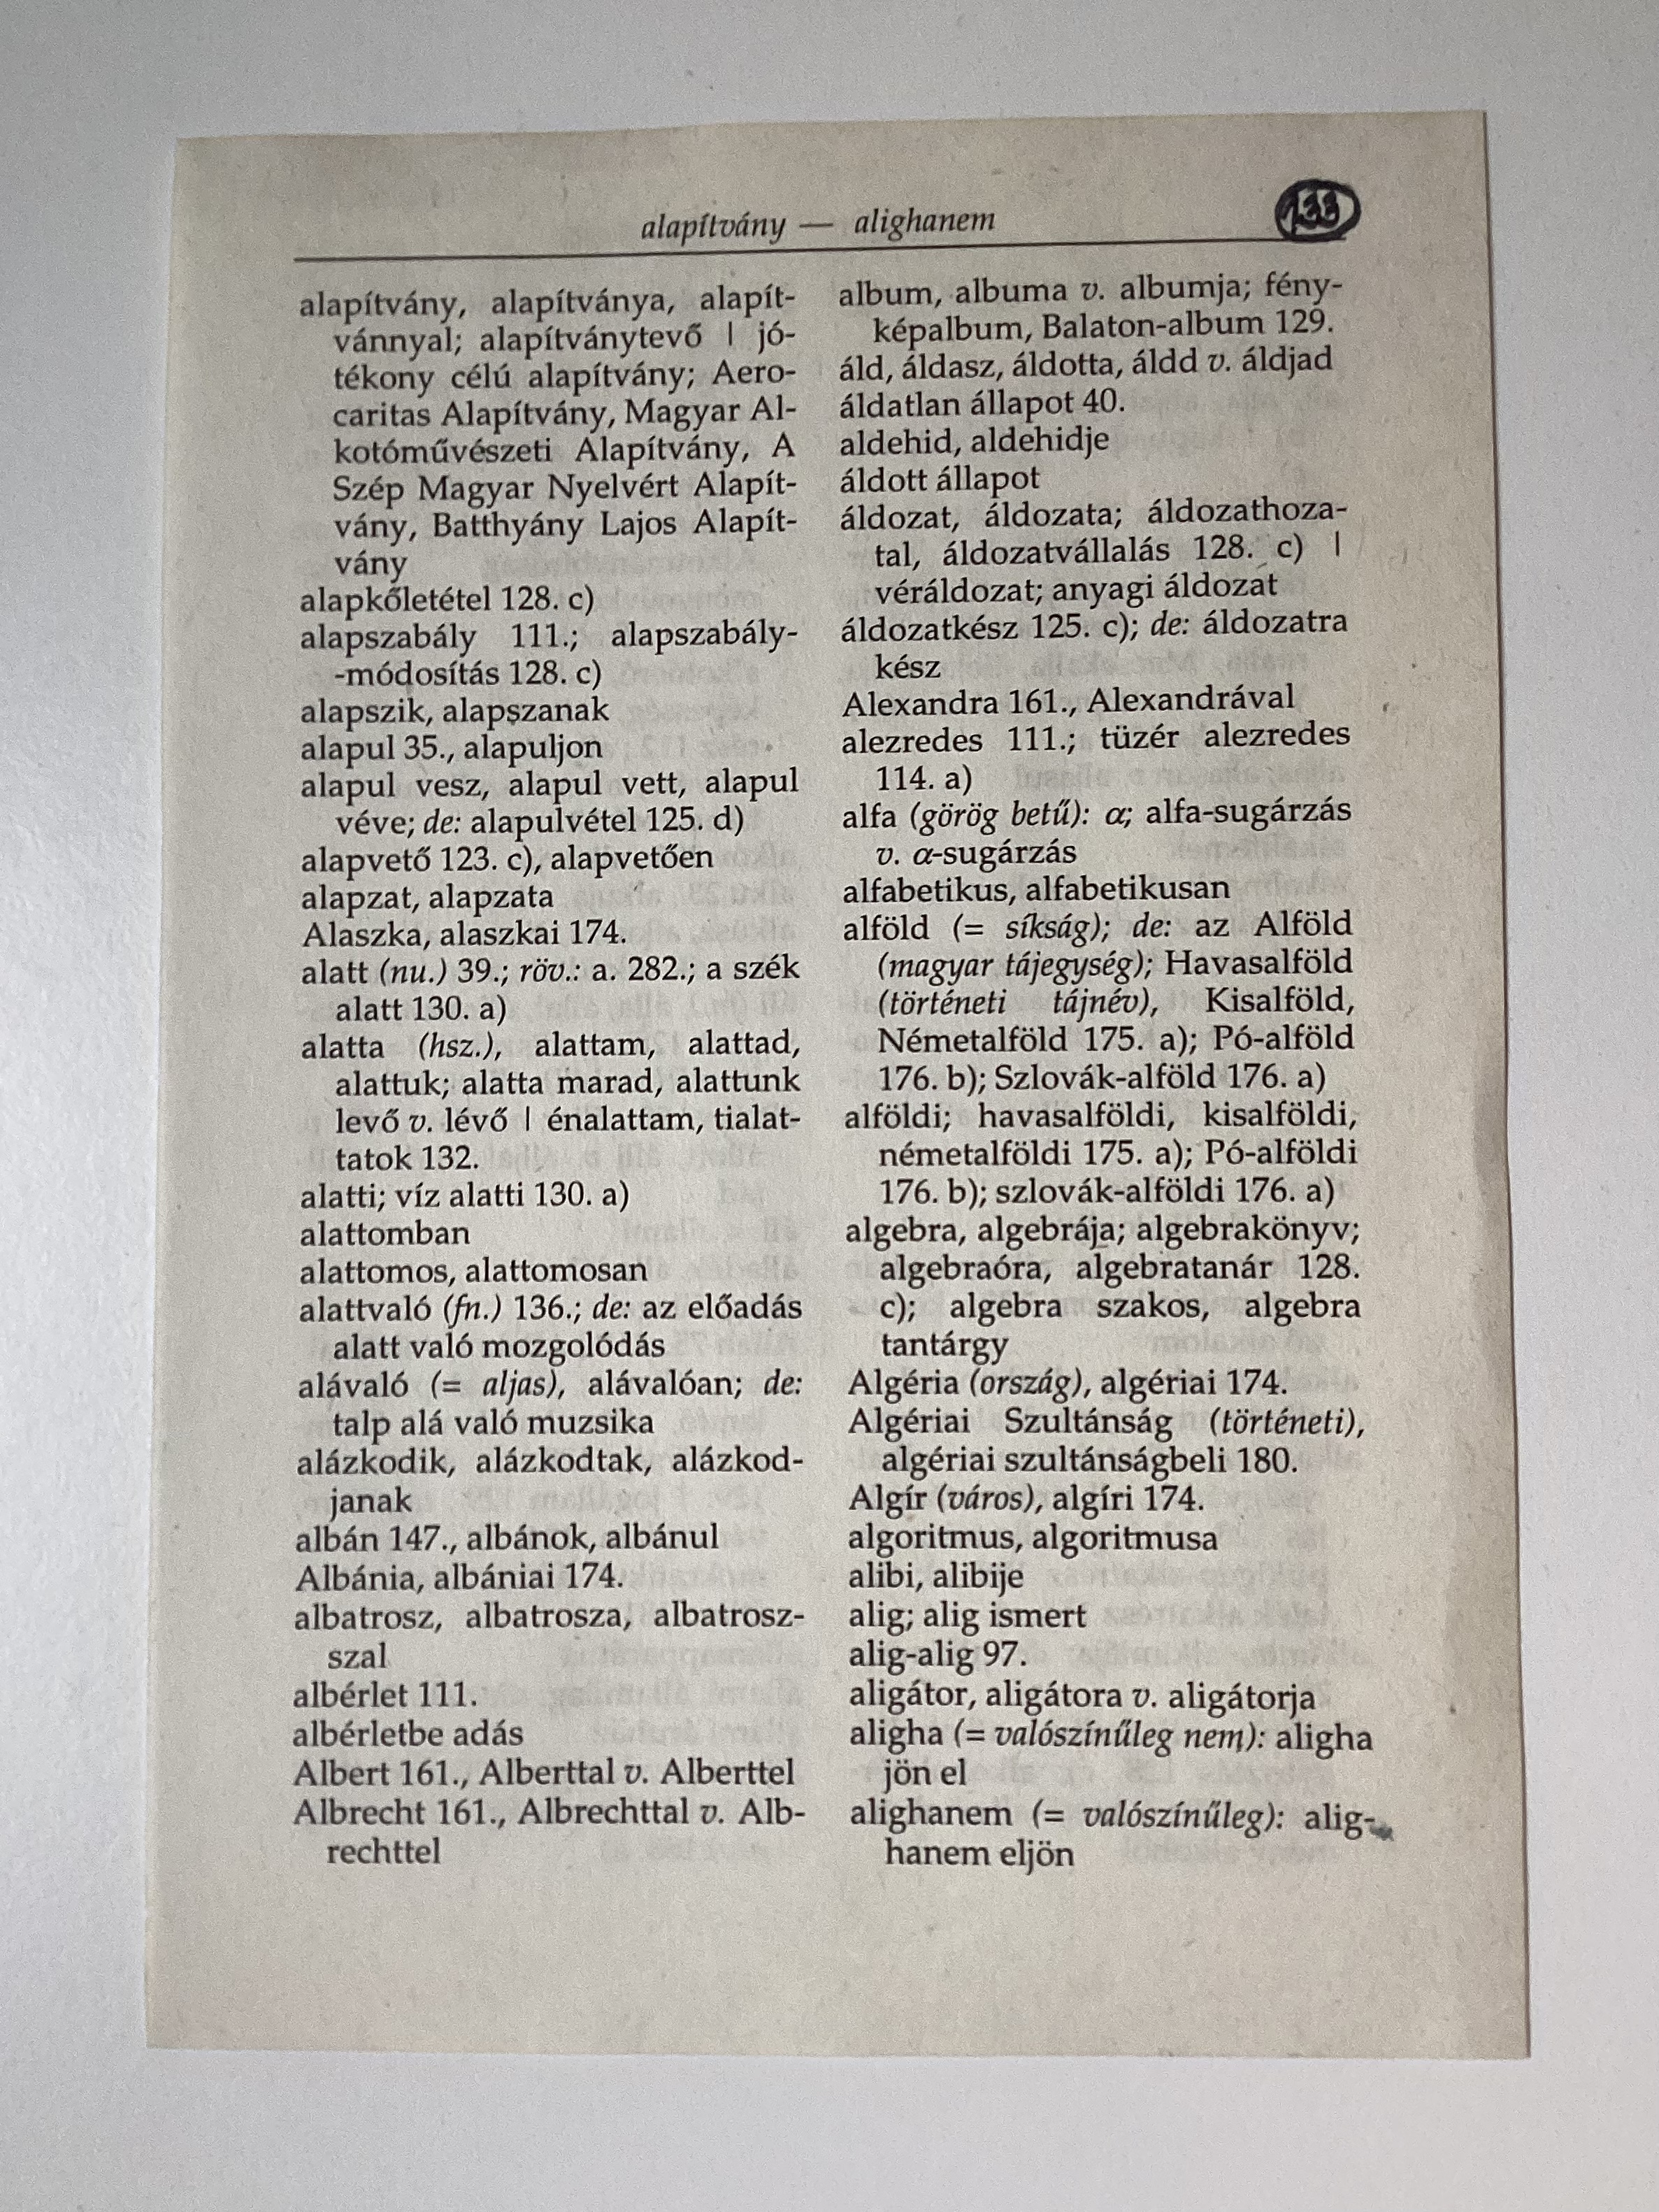 alapítvány — alighanem
133
alapítvány, alapítványa, alapít-
vánnyal; alapítványtevő | jó-
tékony célú alapítvány; Aero-
caritas Alapítvány, Magyar Al-
kotóművészeti Alapítvány, A
Szép Magyar Nyelvért Alapít-
vány, Batthyány Lajos Alapít-
vány
alapkőletétel 128. c)
alapszabály 111.; alapszabály-
-módosítás 128. c)
alapszik, alapszanak
alapul 35., alapuljon
alapul vesz, alapul vett, alapul
véve; de: alapulvétel 125. d)
alapvető 123. c), alapvetően
alapzat, alapzata
Alaszka, alaszkai 174.
alatt (nu.) 39.; röv.: a. 282.; a szék
alatt 130. a)
alatta (hsz.), alattam, alattad,
alattuk; alatta marad, alattunk
levő v. lévő | énalattam, tialat-
tatok 132.
alatti; víz alatti 130. a)
alattomban
alattomos, alattomosan
alattvaló (fn.) 136.; de: az előadás
alatt való mozgolódás
alávaló (= aljas), alávalóan; de:
talp alá való muzsika
alázkodik, alázkodtak, alázkod-
janak
albán 147., albánok, albánul
Albánia, albániai 174.
albatrosz, albatrosza, albatrosz-
szal
albérlet 111.
albérletbe adás
Albert 161., Alberttal v. Alberttel
Albrecht 161., Albrechttal v. Alb-
rechttel
album, albuma v. albumja; fény-
képalbum, Balaton-album 129.
áld, áldasz, áldotta, áldd v. áldjad
áldatlan állapot 40.
aldehid, aldehidje
áldott állapot
áldozat, áldozata; áldozathoza-
tal, áldozatvállalás 128. c) |
véráldozat; anyagi áldozat
áldozatkész 125. c); de: áldozatra
kész
Alexandra 161., Alexandrával
alezredes 111.; tüzér alezredes
114. a)
alfa (görög betű): α; alfa-sugárzás
v. α-sugárzás
alfabetikus, alfabetikusan
alföld (= síkság); de: az Alföld
(magyar tájegység); Havasalföld
(történeti tájnév), Kisalföld,
Németalföld 175. a); Pó-alföld
176. b); Szlovák-alföld 176. a)
alföldi; havasalföldi, kisalföldi,
németalföldi 175. a); Pó-alföldi
176. b); szlovák-alföldi 176. a)
algebra, algebrája; algebrakönyv;
algebraóra, algebratanár 128.
c); algebra szakos, algebra
tantárgy
Algéria (ország), algériai 174.
Algériai Szultánság (történeti),
algériai szultánságbeli 180.
Algír (város), algíri 174.
algoritmus, algoritmusa
alibi, alibije
alig; alig ismert
alig-alig 97.
aligátor, aligátora v. aligátorja
aligha (= valószínűleg nem): aligha
jön el
alighanem (= valószínűleg): alig-
hanem eljön